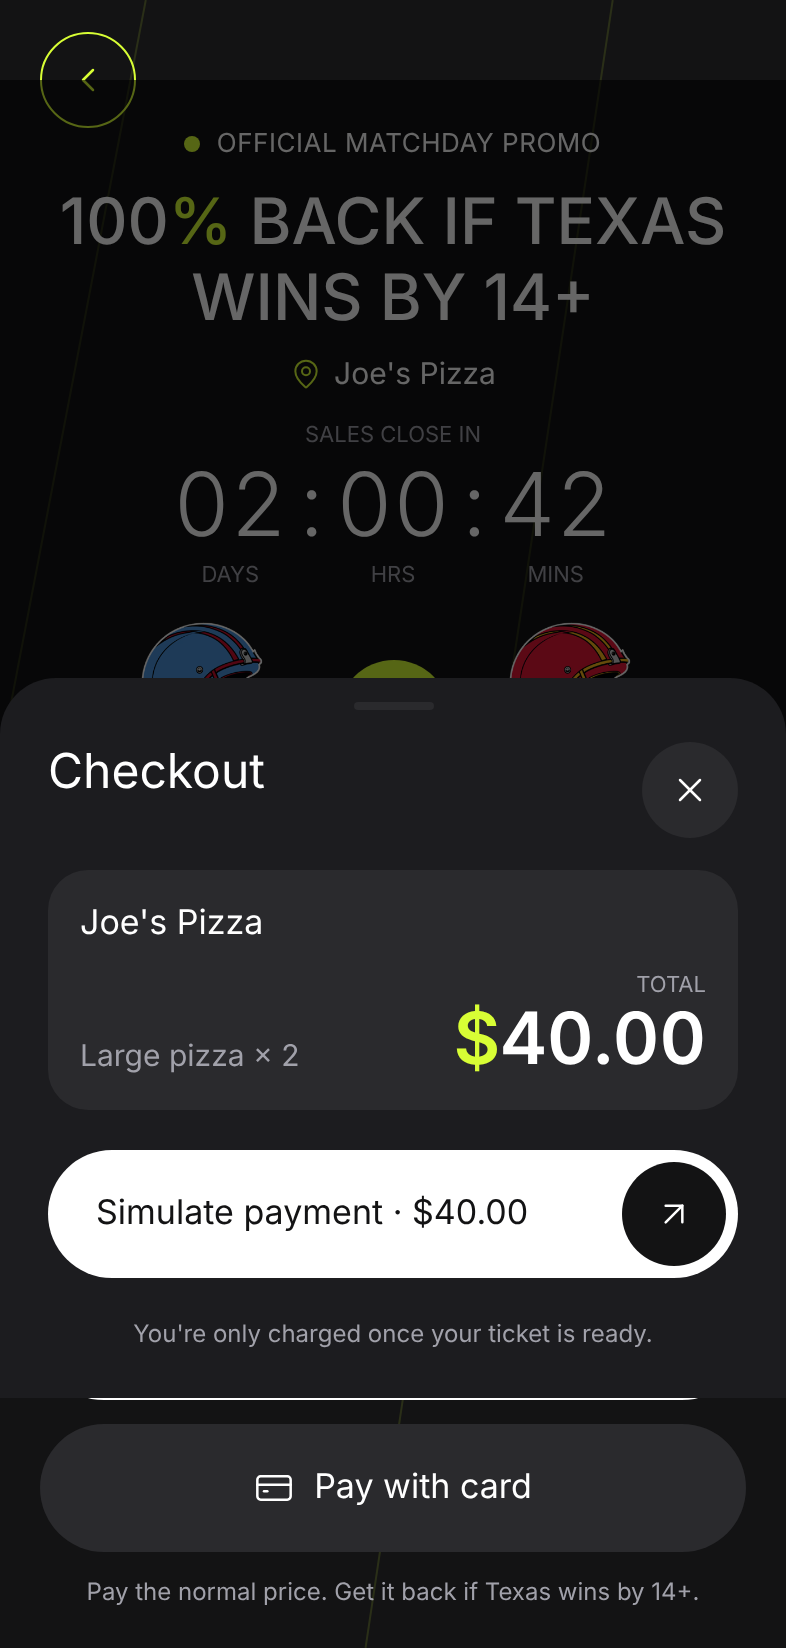 OFFICIAL MATCHDAY PROMO
100% BACK IF TEXAS
WINS BY 14+
Joe's Pizza
SALES CLOSE IN
02 : 00 : 42
DAYS HRS MINS
Checkout
Joe's Pizza
TOTAL
Large pizza × 2 $40.00
Simulate payment · $40.00
You're only charged once your ticket is ready.
Pay with card
Pay the normal price. Get it back if Texas wins by 14+.